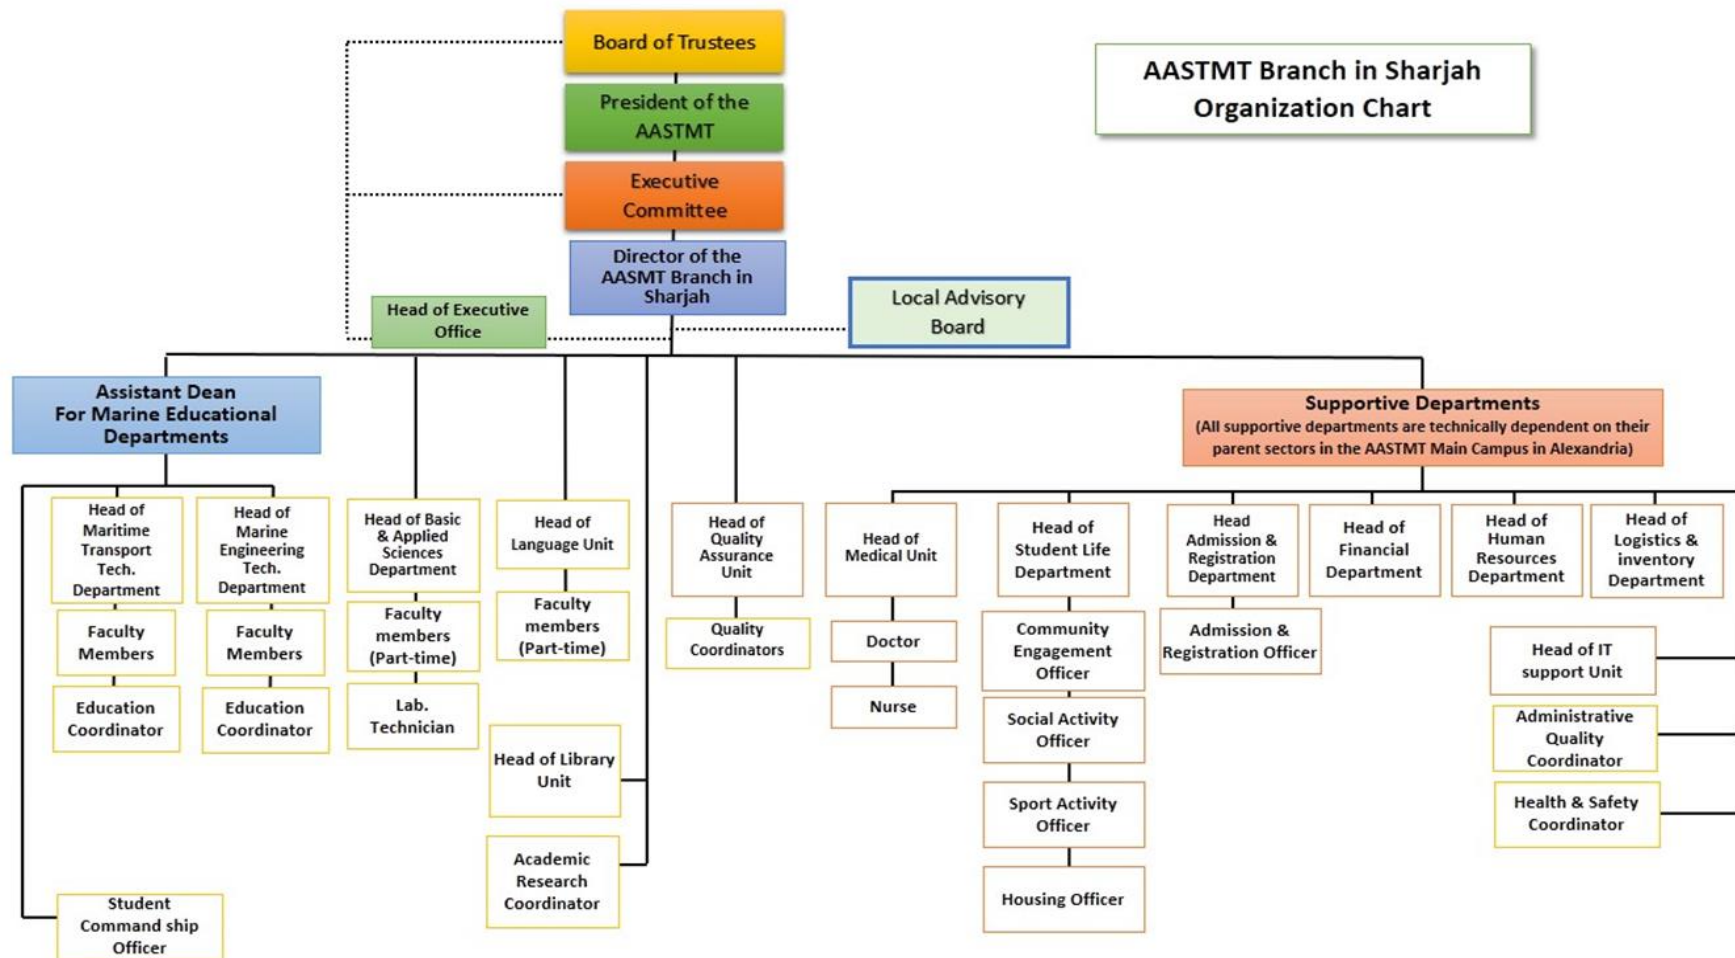 Board of Trustees
AASTMT Branch in Sharjah
Organization Chart
President of the
AASTMT
Executive
Committee
Director of the
AASMT Branch in
Sharjah
Head of Executive
Office
Local Advisory
Board
Assistant Dean
For Marine Educational
Departments
Supportive Departments
(All supportive departments are technically dependent on their
parent sectors in the AASTMT Main Campus in Alexandria)
Head of
Maritime
Transport
Tech.
Department
Head of
Marine
Engineering
Tech.
Department
Head of Basic
& Applied
Sciences
Department
Head of
Language Unit
Head of
Quality
Assurance
Unit
Head of
Medical Unit
Head of
Student Life
Department
Head
Admission &
Registration
Department
Head of
Financial
Department
Head of
Human
Resources
Department
Head of
Logistics &
inventory
Department
Faculty
Members
Faculty
Members
Faculty
members
(Part-time)
Faculty
members
(Part-time)
Quality
Coordinators
Doctor
Community
Engagement
Officer
Admission &
Registration Officer
Head of IT
support Unit
Education
Coordinator
Education
Coordinator
Lab.
Technician
Nurse
Social Activity
Officer
Administrative
Quality
Coordinator
Head of Library
Unit
Sport Activity
Officer
Health & Safety
Coordinator
Academic
Research
Coordinator
Housing Officer
Student
Command ship
Officer